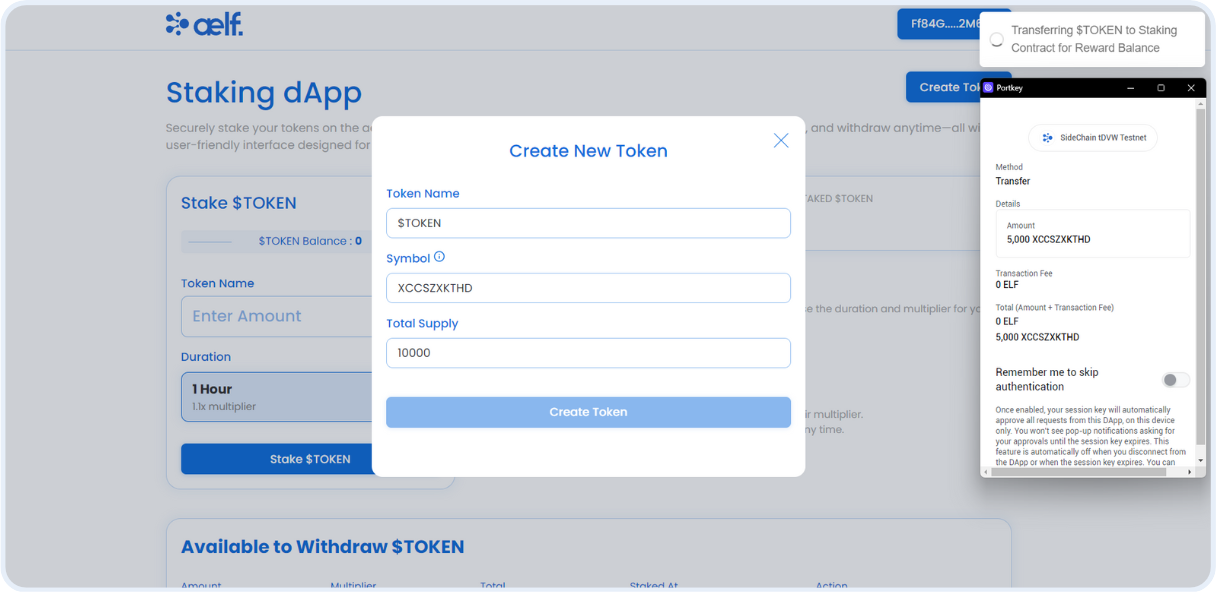 aelf.
Ff84G.....2M6
Transferring $TOKEN to Staking
Contract for Reward Balance
Staking dApp
Create
Securely stake your tokens on the
, and withdraw anytime—all
user-friendly interface designed for
Stake $TOKEN
$TOKEN Balance : 0
Token Name
Enter Amount
Duration
1 Hour
1.1x multiplier
Stake $TOKEN
$TOKEN
the duration and multiplier for
multiplier.
time.
Create New Token
Token Name
$TOKEN
Symbol
XCCSZXKTHD
Total Supply
10000
Create Token
Portkey
SideChain tDVW Testnet
Method
Transfer
Details
Amount
5,000 XCCSZXKTHD
Transaction Fee
0 ELF
Total (Amount + Transaction Fee)
0 ELF
5,000 XCCSZXKTHD
Remember me to skip
authentication
Once enabled, your session key will automatically
approve all requests from this DApp, on this device
only. You won't see pop-up notifications asking for
your approvals until the session key expires. This
feature is automatically off when you disconnect from
the DApp or when the session key expires. You can
Available to Withdraw $TOKEN
Amount Multiplier Total Staked At Action